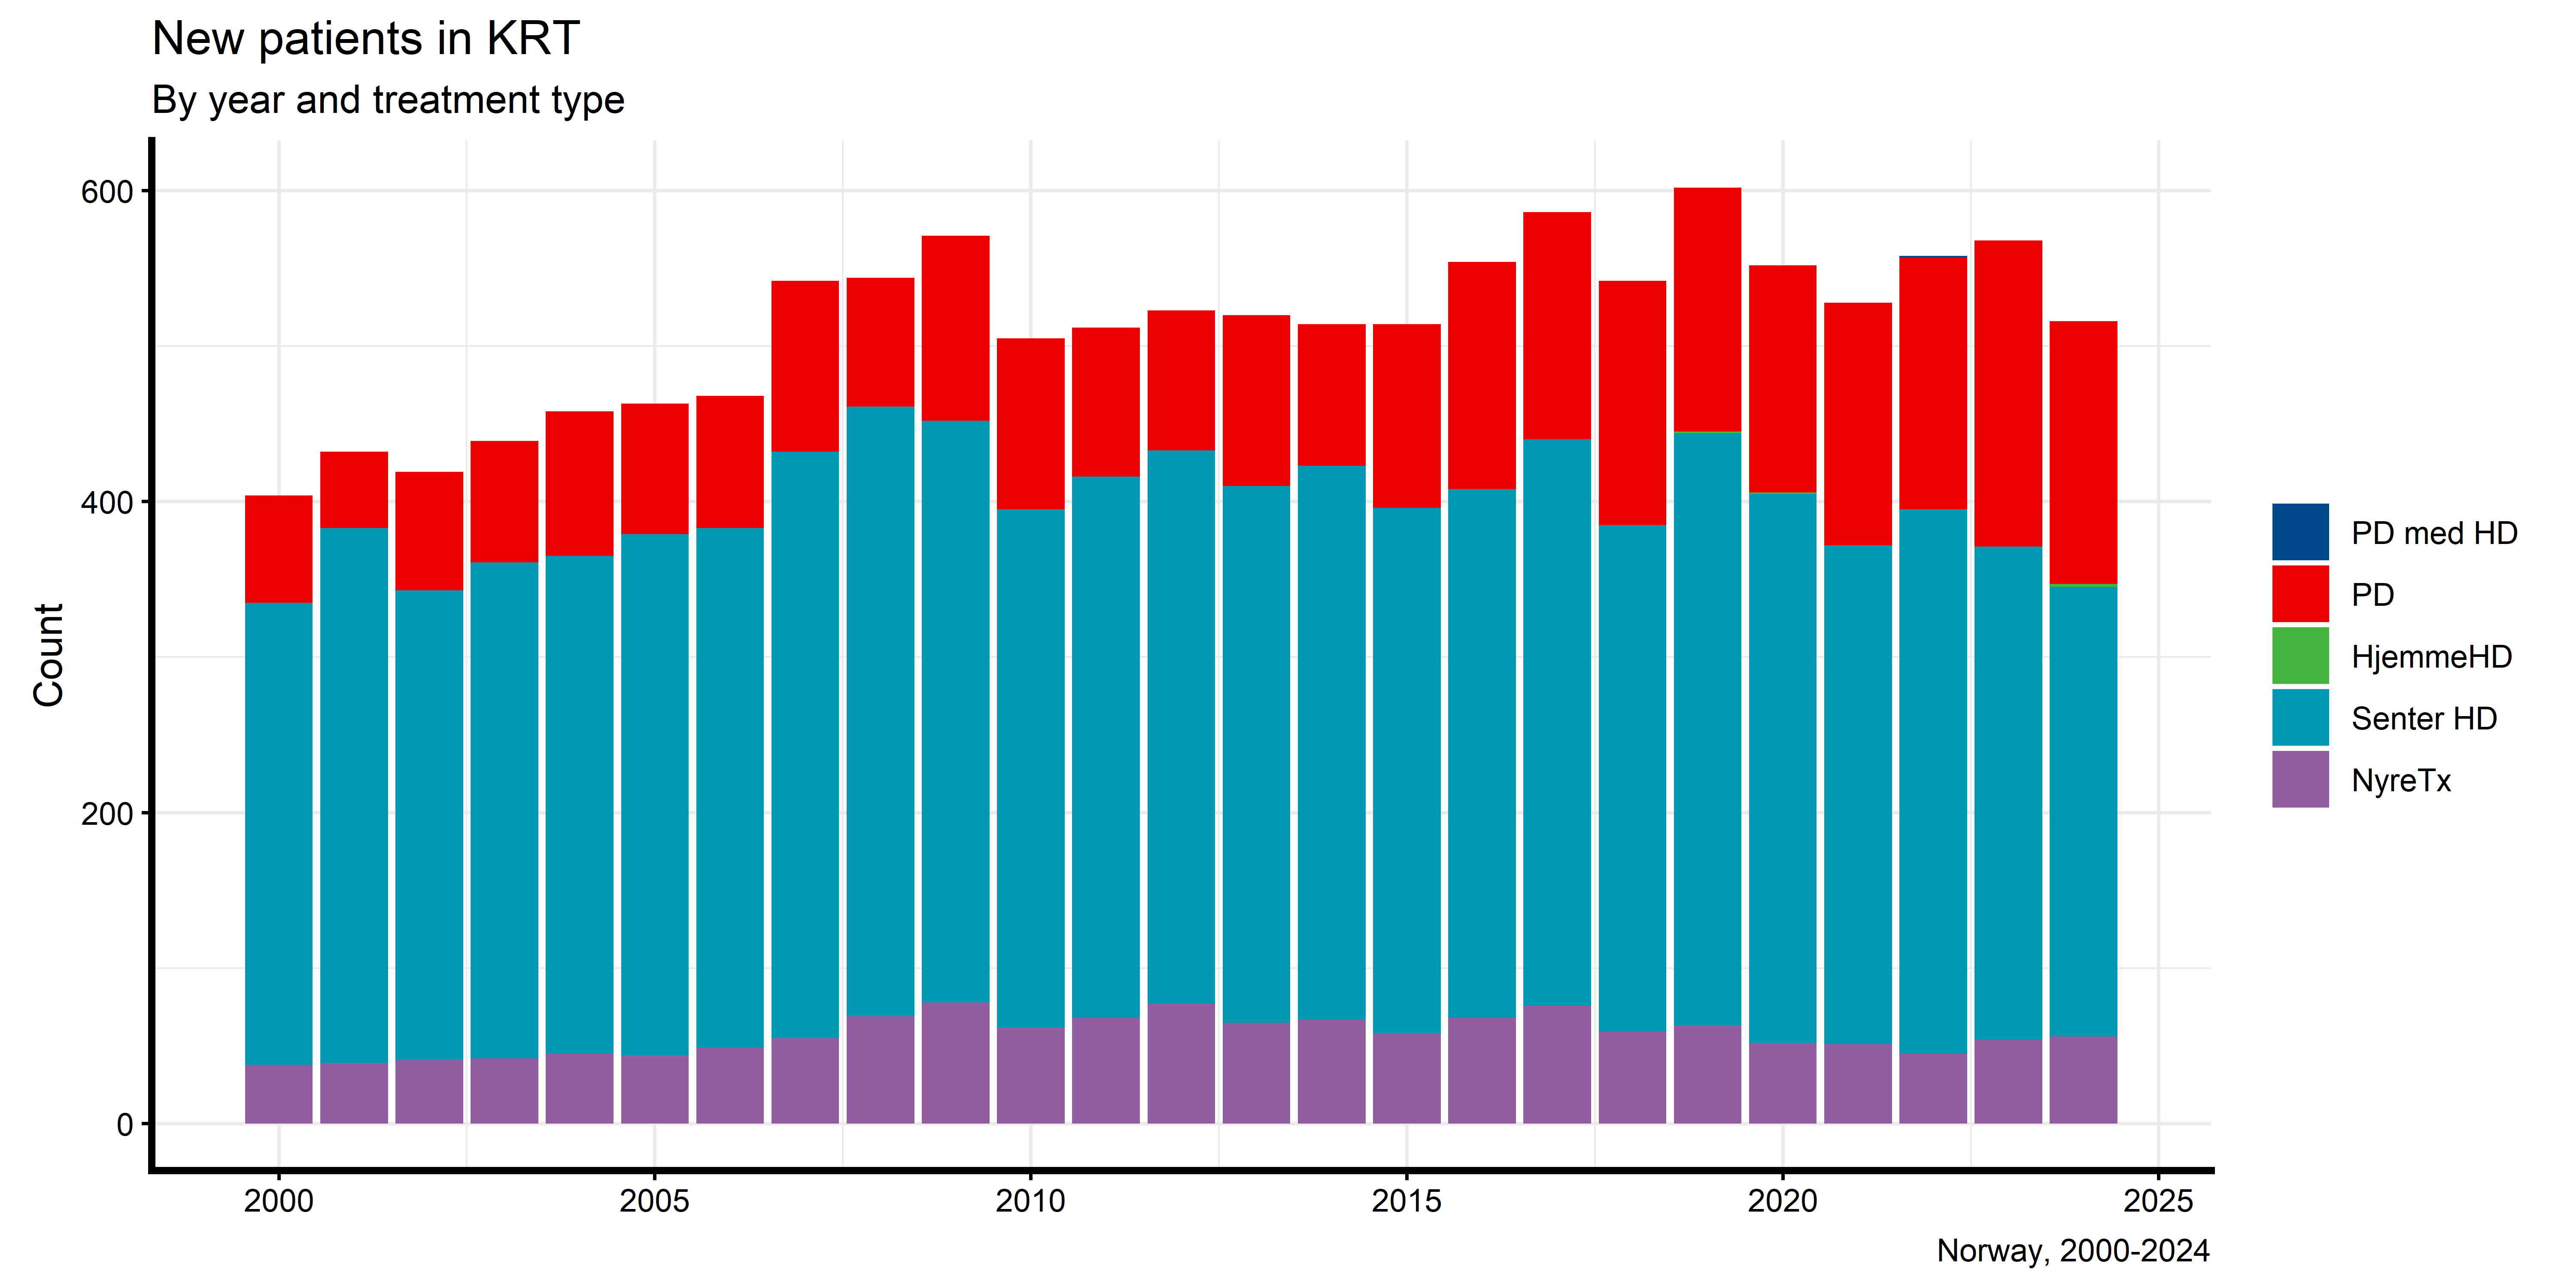 New patients in KRT
By year and treatment type
Count
600
400
200
0
2000
2005
2010
2015
2020
2025
PD med HD
PD
HjemmeHD
Senter HD
NyreTx
Norway, 2000-2024